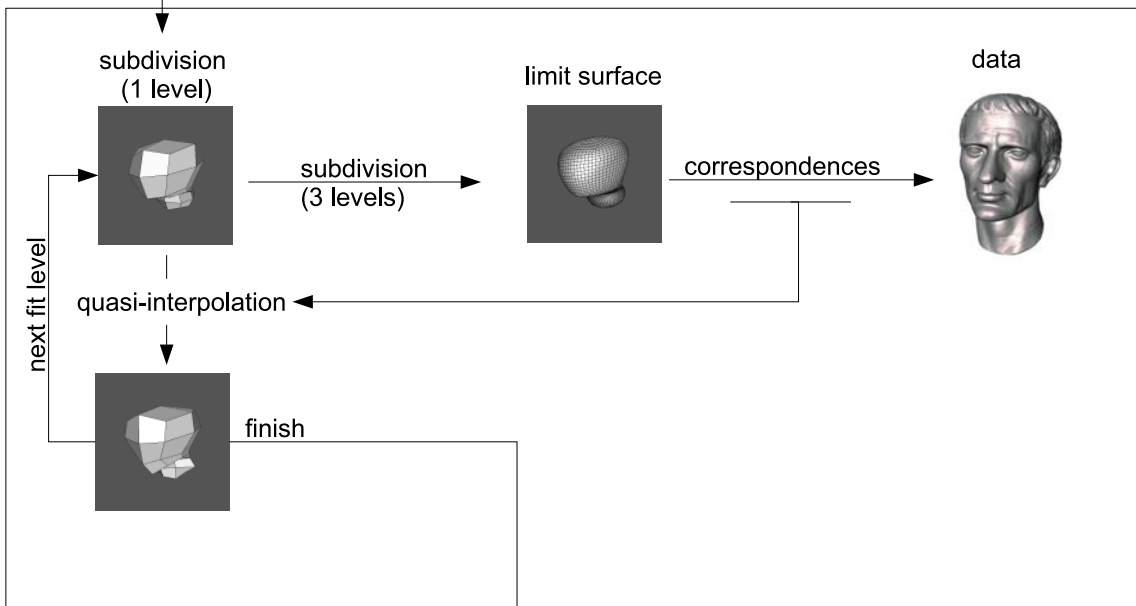 subdivision
(1 level)
limit surface
data
subdivision
(3 levels)
correspondences
next fit level
quasi-interpolation
finish